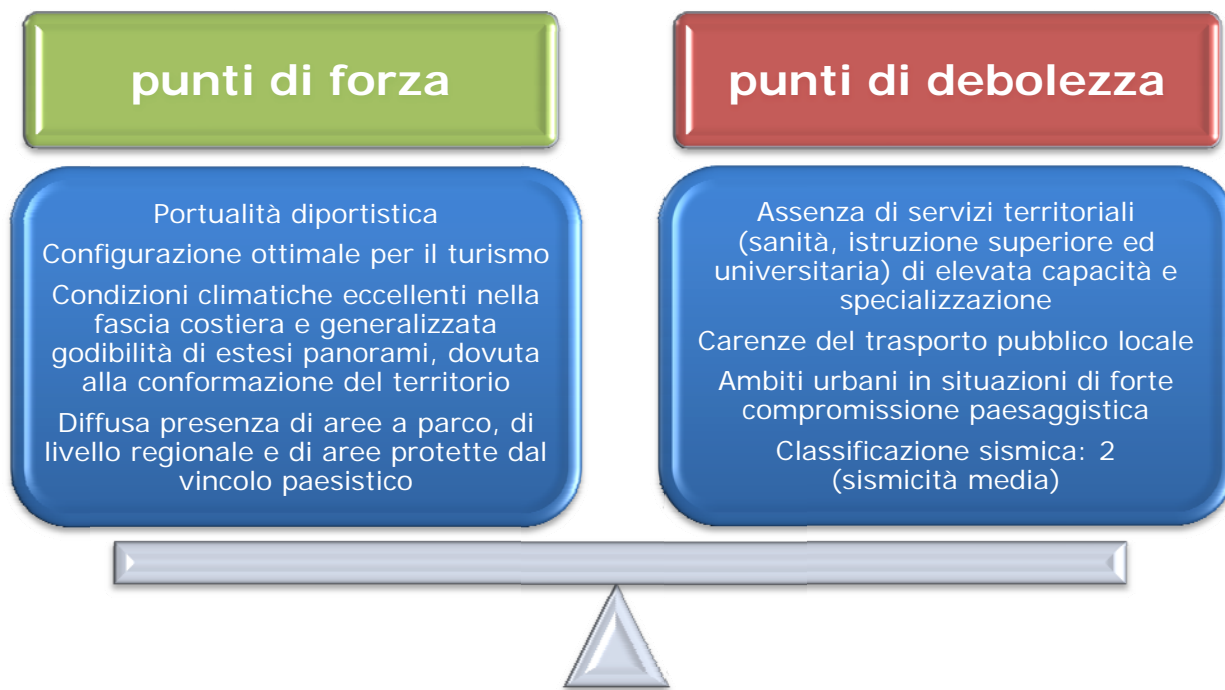 punti di forza
Portualità diportistica
Configurazione ottimale per il turismo
Condizioni climatiche eccellenti nella
fascia costiera e generalizzata
godibilità di estesi panorami, dovuta
alla conformazione del territorio
Diffusa presenza di aree a parco, di
livello regionale e di aree protette dal
vincolo paesistico
punti di debolezza
Assenza di servizi territoriali
(sanità, istruzione superiore ed
universitaria) di elevata capacità e
specializzazione
Carenze del trasporto pubblico locale
Ambiti urbani in situazioni di forte
compromissione paesaggistica
Classificazione sismica: 2
(sismicità media)